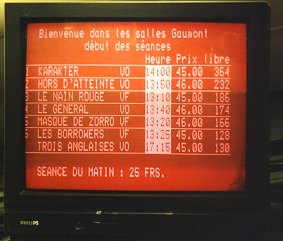 Bienvenue dans les salles Gaumont
début des séances
Heure Prix libre
1 KARAKTER VO 14:00 45.00 364
2 HORS D'ATTEINTE VO 13:50 46.00 232
3 LE NAIN ROUGE VF 13:10 45.00 186
4 LE GENERAL VO 13:40 45.00 174
5 MASQUE DE ZORRO VF 13:20 45.00 166
6 LES BORROWERS VF 13:25 45.00 128
7 TROIS ANGLAISES VO 17:15 45.00 130
SEANCE DU MATIN : 25 FRS.
PHILIPS